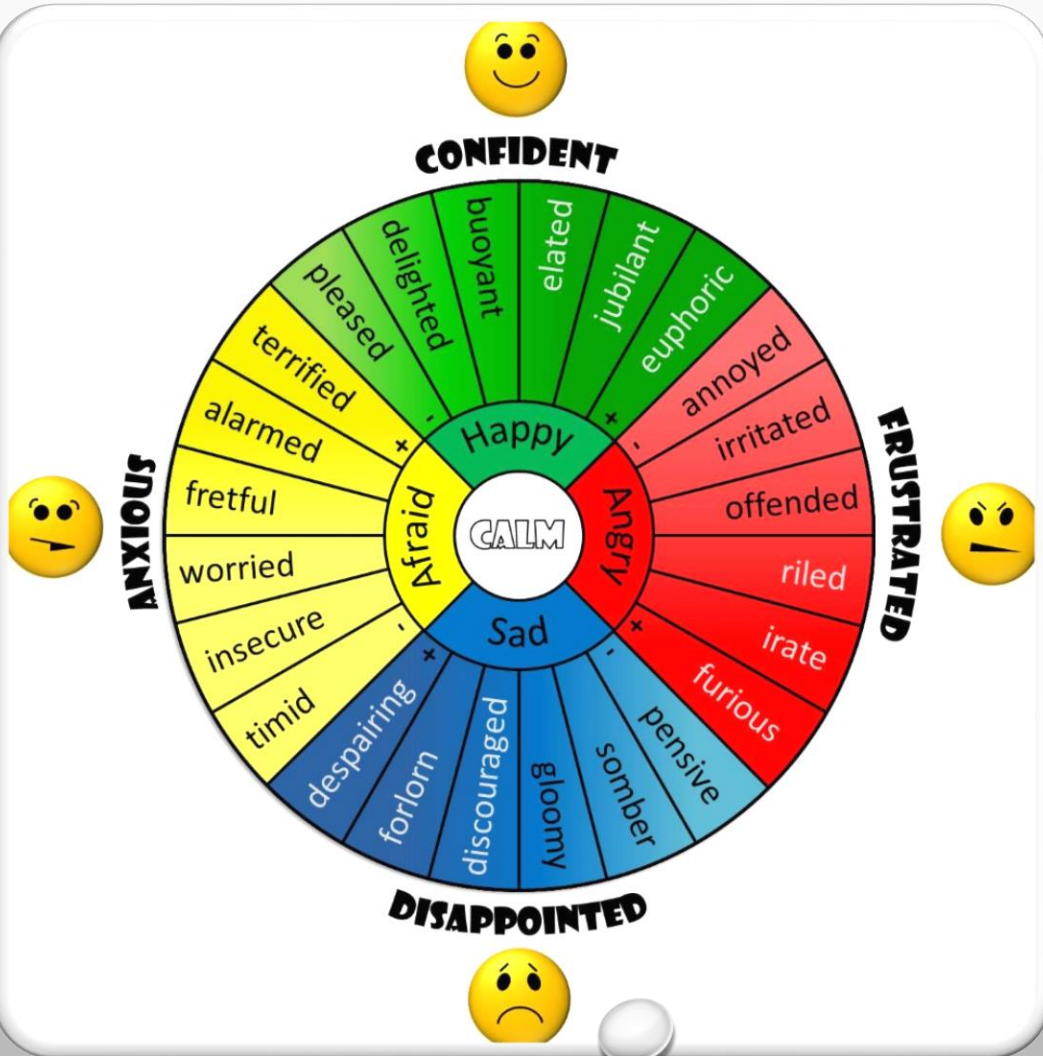 CONFIDENT
pleased
delighted
buoyant
elated
jubilant
euphoric
-
+
Happy
annoyed
irritated
offended
riled
irate
furious
-
+
Angry
FRUSTRATED
pensive
somber
gloomy
discouraged
forlorn
despairing
-
+
Sad
DISAPPOINTED
timid
insecure
worried
fretful
alarmed
terrified
-
+
Afraid
ANXIOUS
CALM